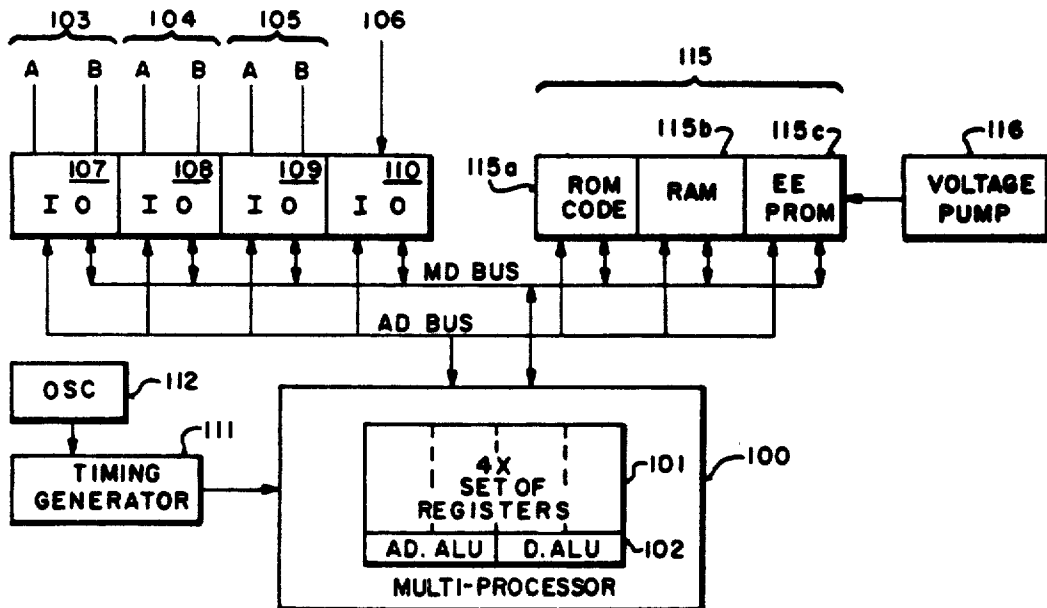 103 104 105 106
A B A B A B
115
115b 115c 116
107 108 109 110
I O I O I O I O
115a
ROM CODE
RAM
EE PROM
VOLTAGE PUMP
MD BUS
AD BUS
OSC
112
111
TIMING
GENERATOR
4X
SET OF
REGISTERS
101
100
AD. ALU D. ALU
102
MULTI-PROCESSOR